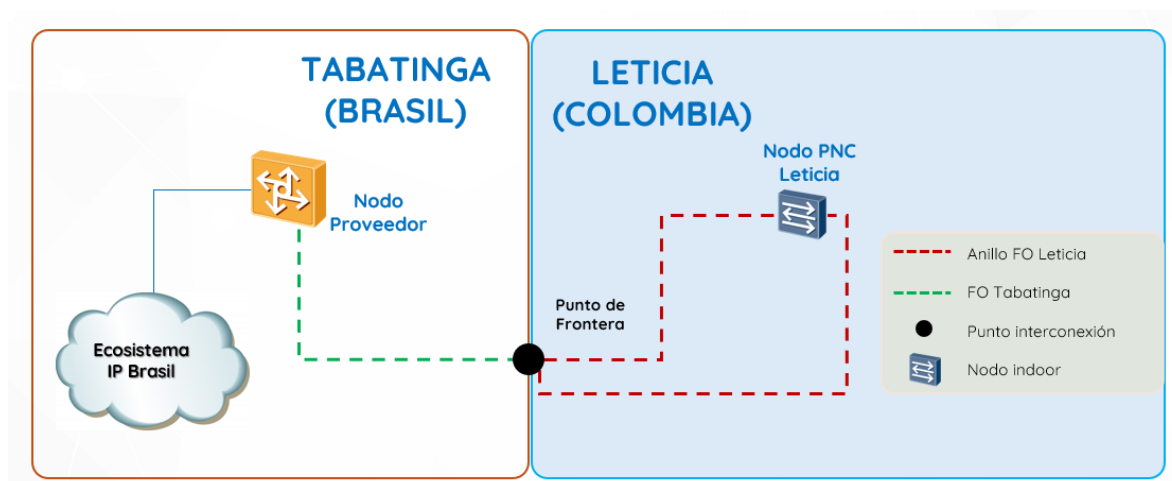 TABATINGA
(BRASIL)
LETICIA
(COLOMBIA)
Nodo PNC
Leticia
Nodo
Proveedor
Punto de
Frontera
Ecosistema
IP Brasil
Anillo FO Leticia
FO Tabatinga
Punto interconexión
Nodo indoor